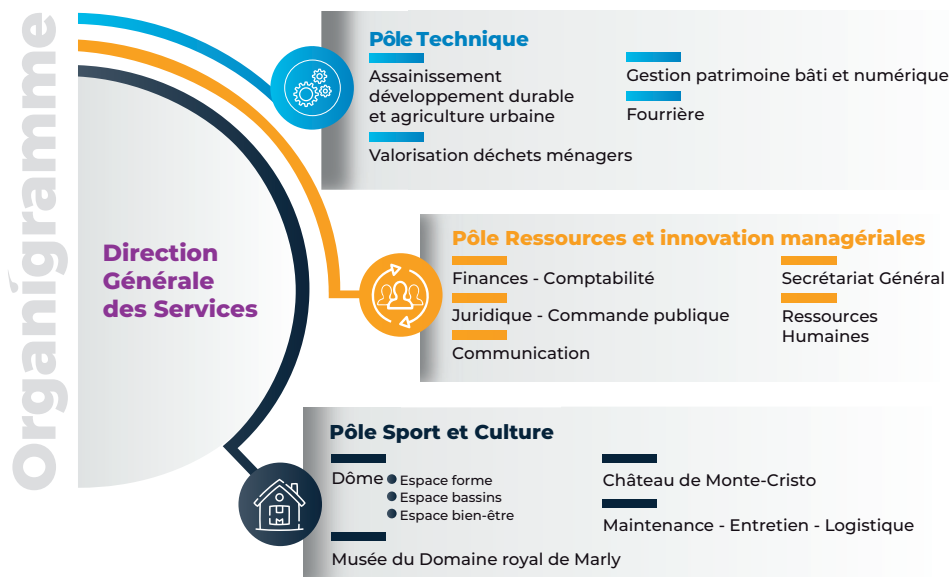 Organigramme
Direction
Générale
des Services
Pôle Technique
Assainissement
développement durable
et agriculture urbaine
Valorisation déchets ménagers
Gestion patrimoine bâti et numérique
Fourrière
Pôle Ressources et innovation managériales
Finances - Comptabilité
Juridique - Commande publique
Communication
Secrétariat Général
Ressources
Humaines
Pôle Sport et Culture
Dôme
Espace forme
Espace bassins
Espace bien-être
Musée du Domaine royal de Marly
Château de Monte-Cristo
Maintenance - Entretien - Logistique